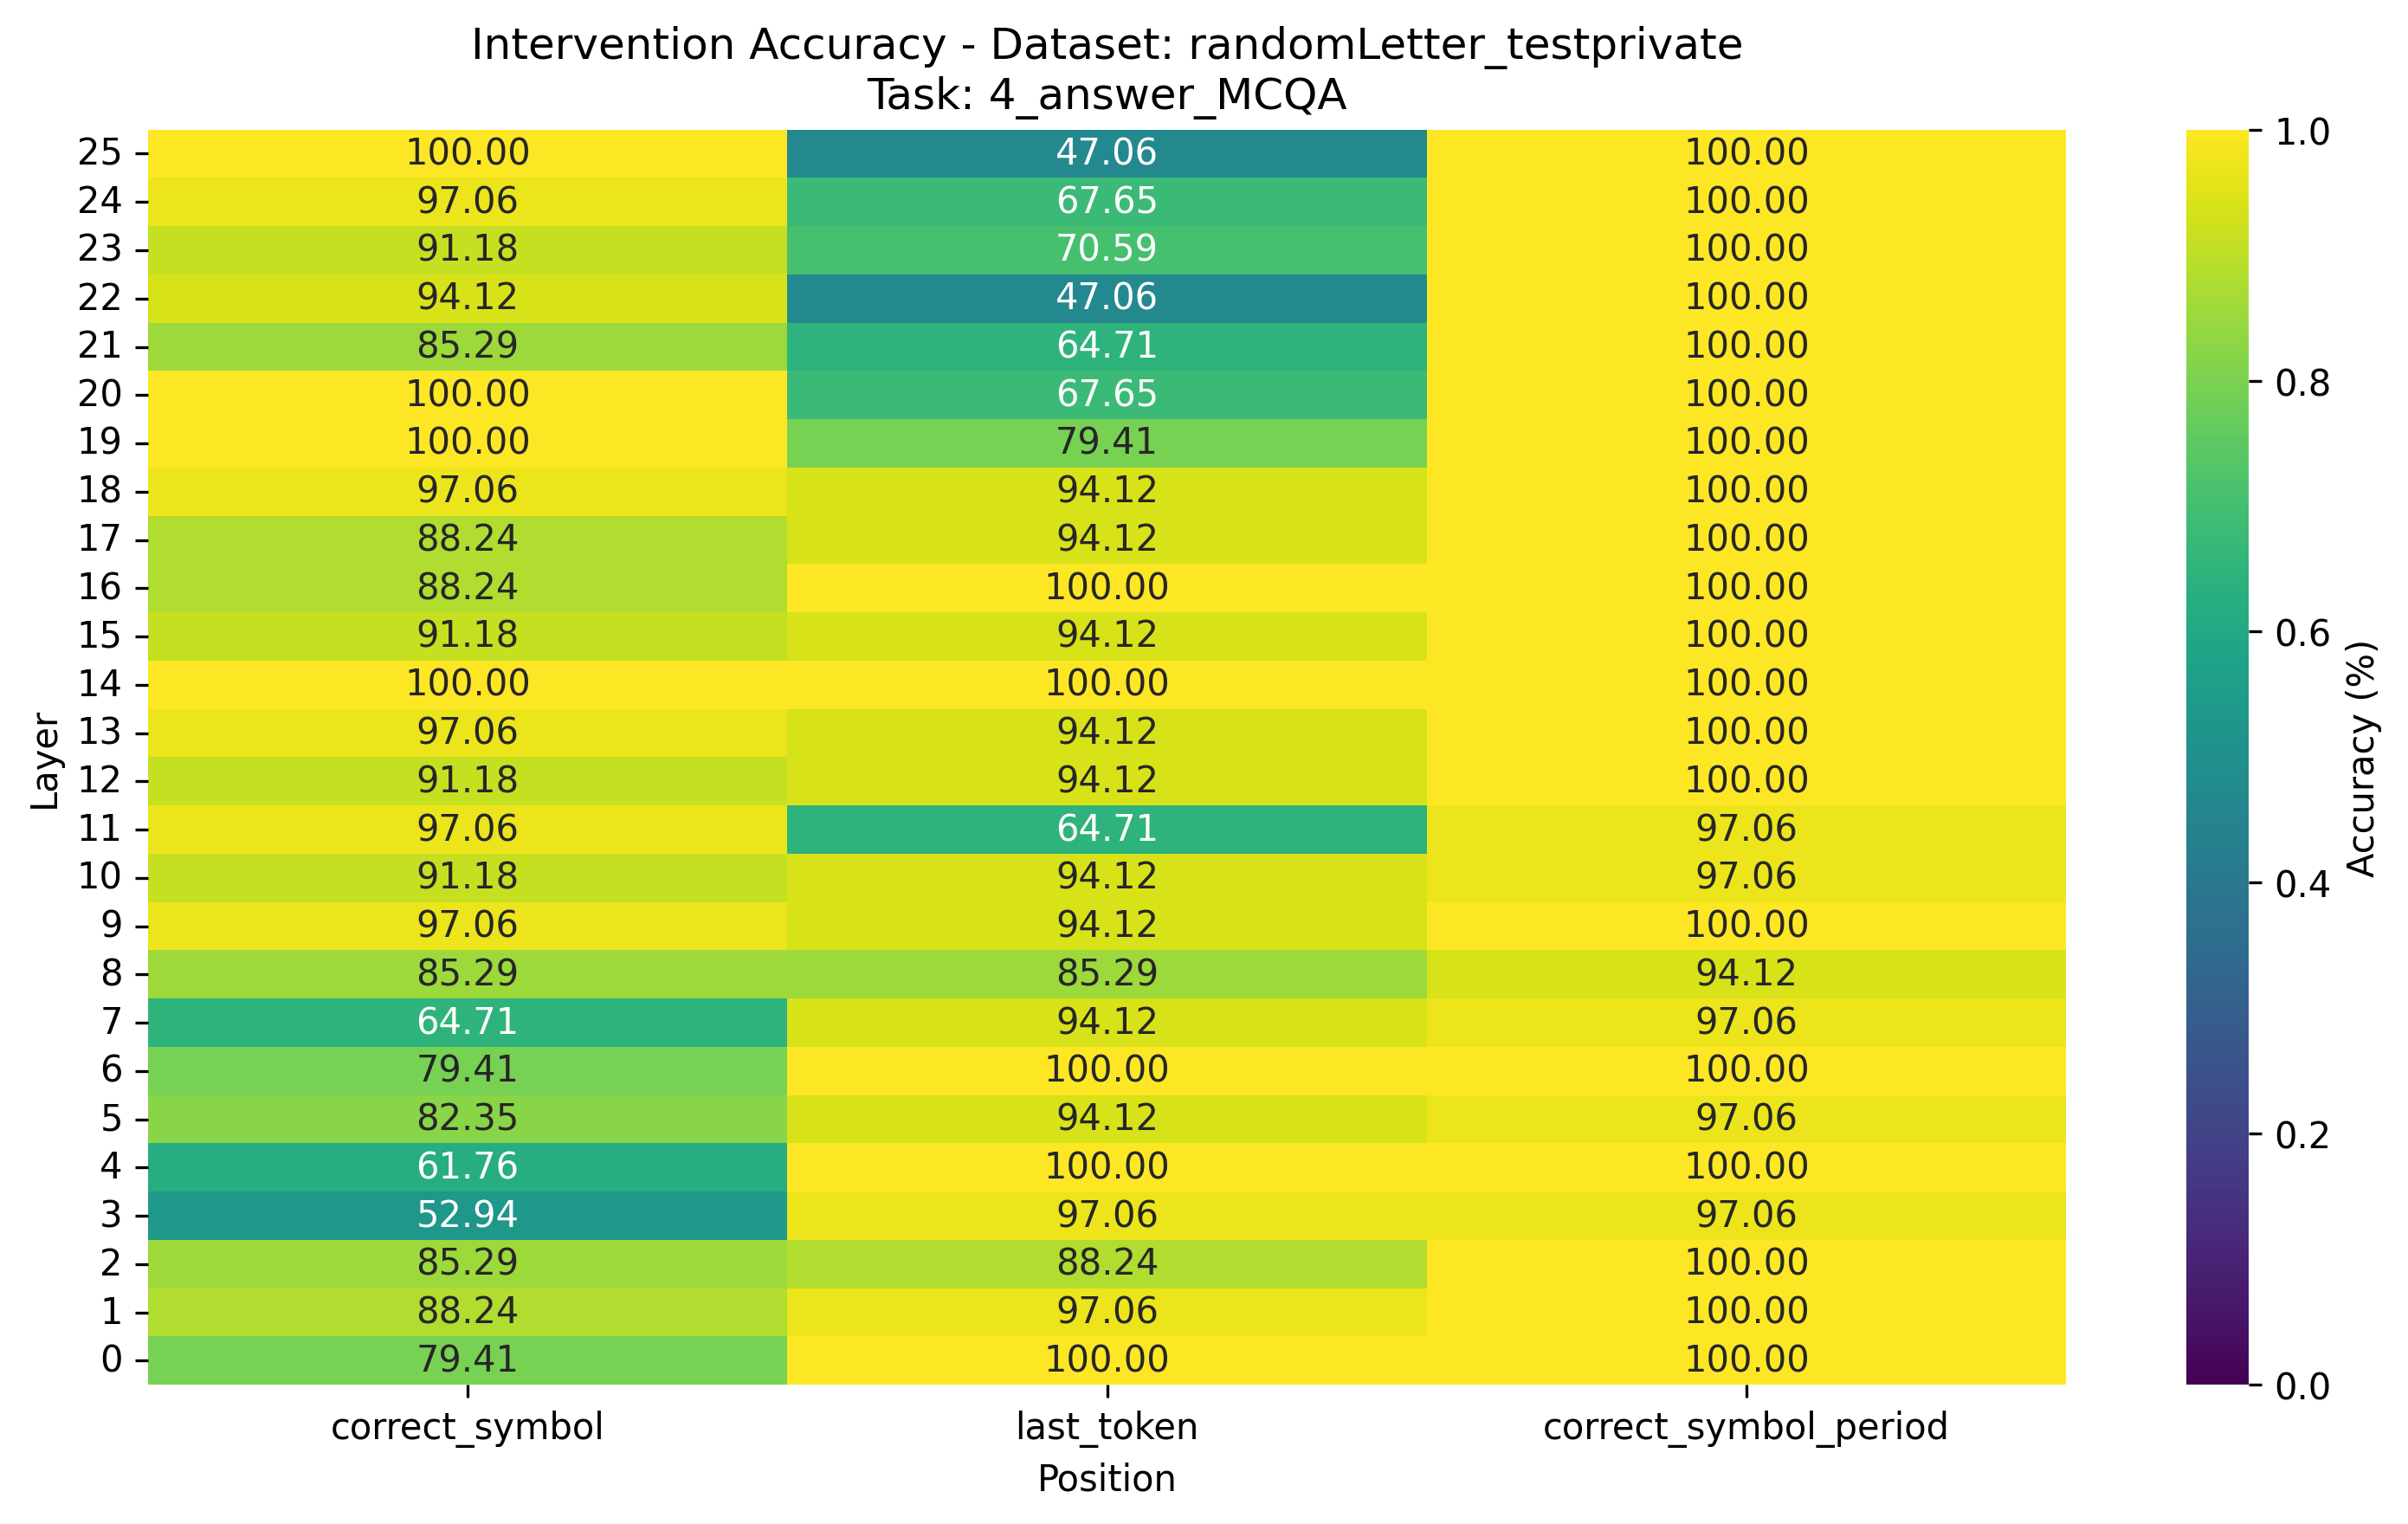 Intervention Accuracy - Dataset: randomLetter_testprivate
Task: 4_answer_MCQA
25 100.00 47.06 100.00
24 97.06 67.65 100.00
23 91.18 70.59 100.00
22 94.12 47.06 100.00
21 85.29 64.71 100.00
20 100.00 67.65 100.00
19 100.00 79.41 100.00
18 97.06 94.12 100.00
17 88.24 94.12 100.00
16 88.24 100.00 100.00
15 91.18 94.12 100.00
14 100.00 100.00 100.00
13 97.06 94.12 100.00
12 91.18 94.12 100.00
11 97.06 64.71 97.06
10 91.18 94.12 97.06
9 97.06 94.12 100.00
8 85.29 85.29 94.12
7 64.71 94.12 97.06
6 79.41 100.00 100.00
5 82.35 94.12 97.06
4 61.76 100.00 100.00
3 52.94 97.06 97.06
2 85.29 88.24 100.00
1 88.24 97.06 100.00
0 79.41 100.00 100.00
Layer
correct_symbol last_token correct_symbol_period
Position
1.0
0.8
0.6
0.4
0.2
0.0
Accuracy (%)